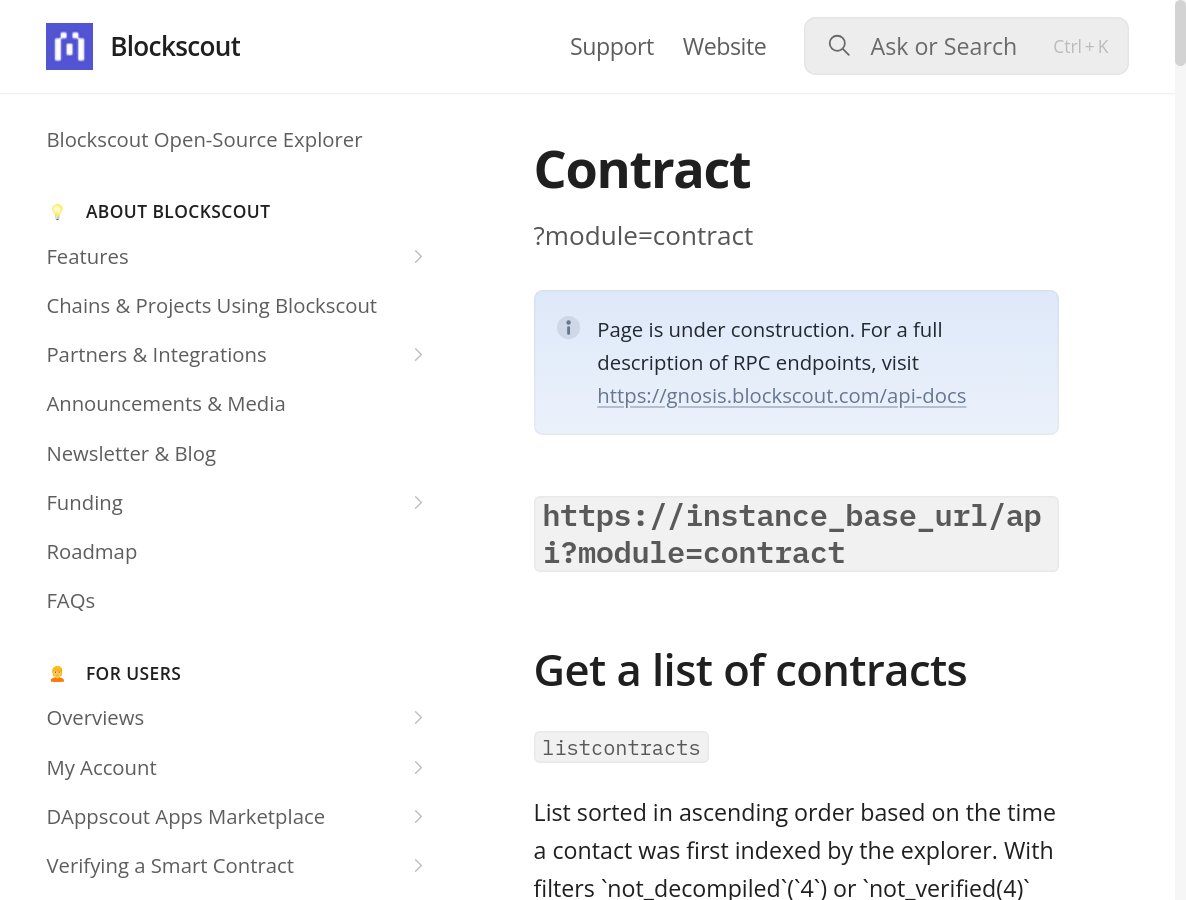 Blockscout
Support
Website
Ask or Search
Ctrl + K
Blockscout Open-Source Explorer
💡 ABOUT BLOCKSCOUT
Features
Chains & Projects Using Blockscout
Partners & Integrations
Announcements & Media
Newsletter & Blog
Funding
Roadmap
FAQs
FOR USERS
Overviews
My Account
DAppscout Apps Marketplace
Verifying a Smart Contract
Contract
?module=contract
Page is under construction. For a full
description of RPC endpoints, visit
https://gnosis.blockscout.com/api-docs
https://instance_base_url/ap
i?module=contract
Get a list of contracts
listcontracts
List sorted in ascending order based on the time
a contact was first indexed by the explorer. With
filters `not_decompiled`(`4`) or `not_verified(4)`